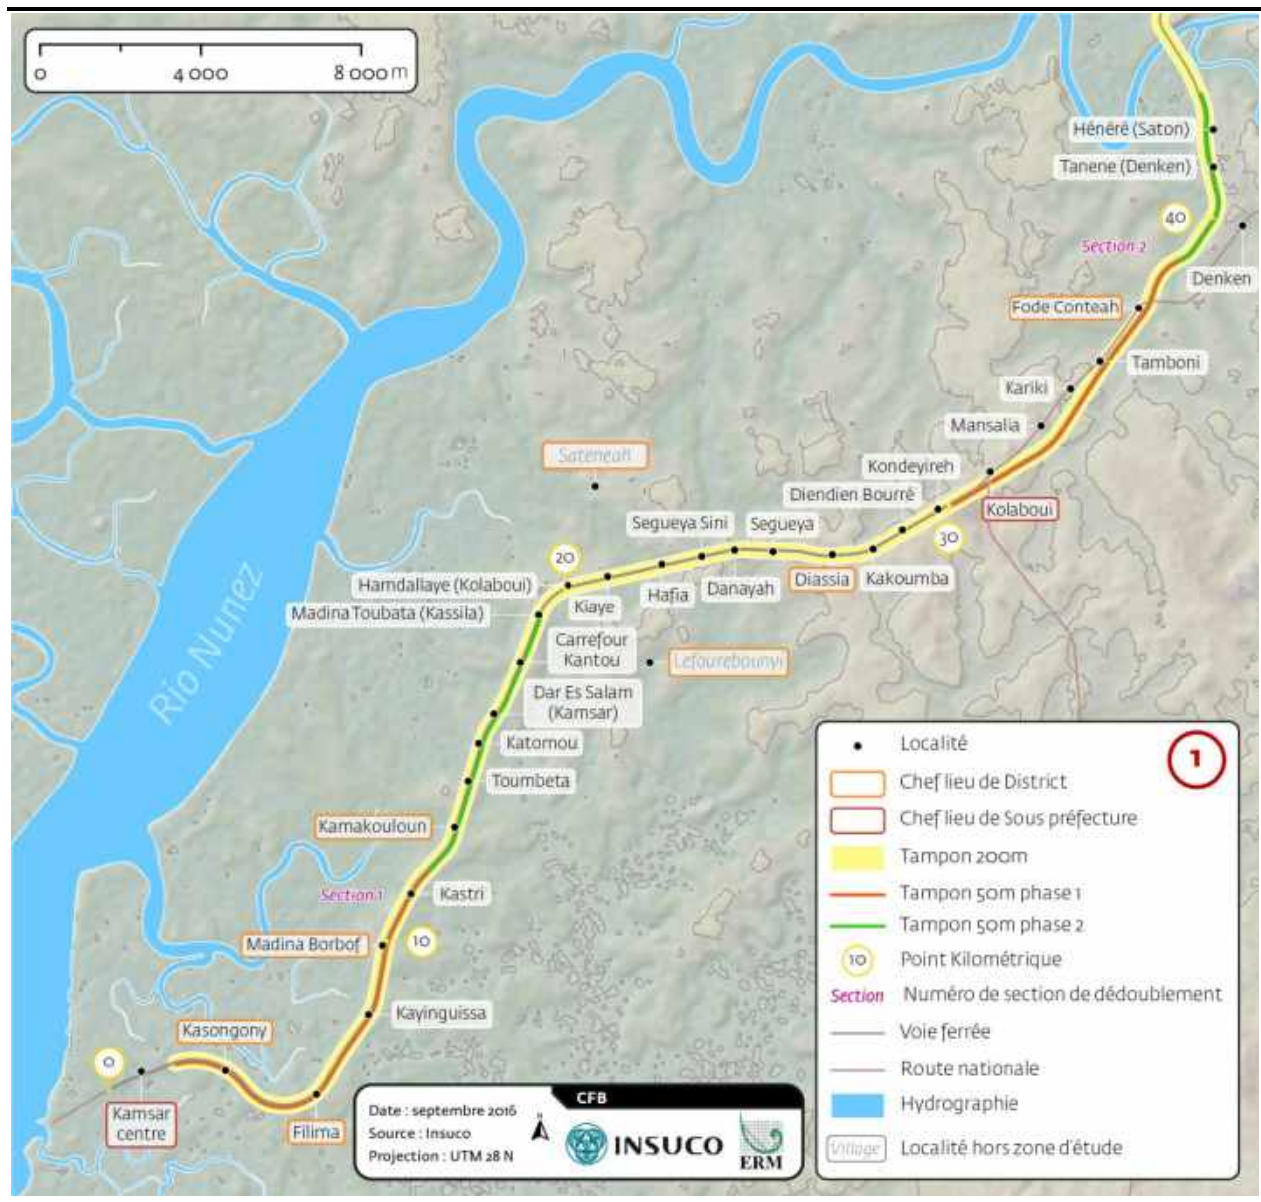 0 4 000 8 000 m
Hénéré (Saton)
Tanene (Denken)
40
Section 2
Denken
Fode Conteah
Tamboni
Kariki
Mansalia
Sateneah
Kondeyireh
Diendien Bourré
Kolaboui
Segueya Sini
Segueya
30
20
Hamdallaye (Kolaboui)
Kiaye
Hafia
Danayah
Diassia
Kakoumba
Madina Toubata (Kassila)
Carrefour
Kantou
Lefourebounyi
Rio Nunez
Dar Es Salam
(Kamsar)
Katomou
Toumbeta
Kamakouloun
Section 1
Kastri
Madina Borbof
10
Kayinguissa
Kasongony
0
Kamsar
centre
Filima
CFB
Date : septembre 2016
Source : Insuco
Projection : UTM 28 N
N
INSUCO
ERM
1
Localité
Chef lieu de District
Chef lieu de Sous préfecture
Tampon 200m
Tampon 50m phase 1
Tampon 50m phase 2
10 Point Kilométrique
Section Numéro de section de dédoublement
Voie ferrée
Route nationale
Hydrographie
Village Localité hors zone d'étude